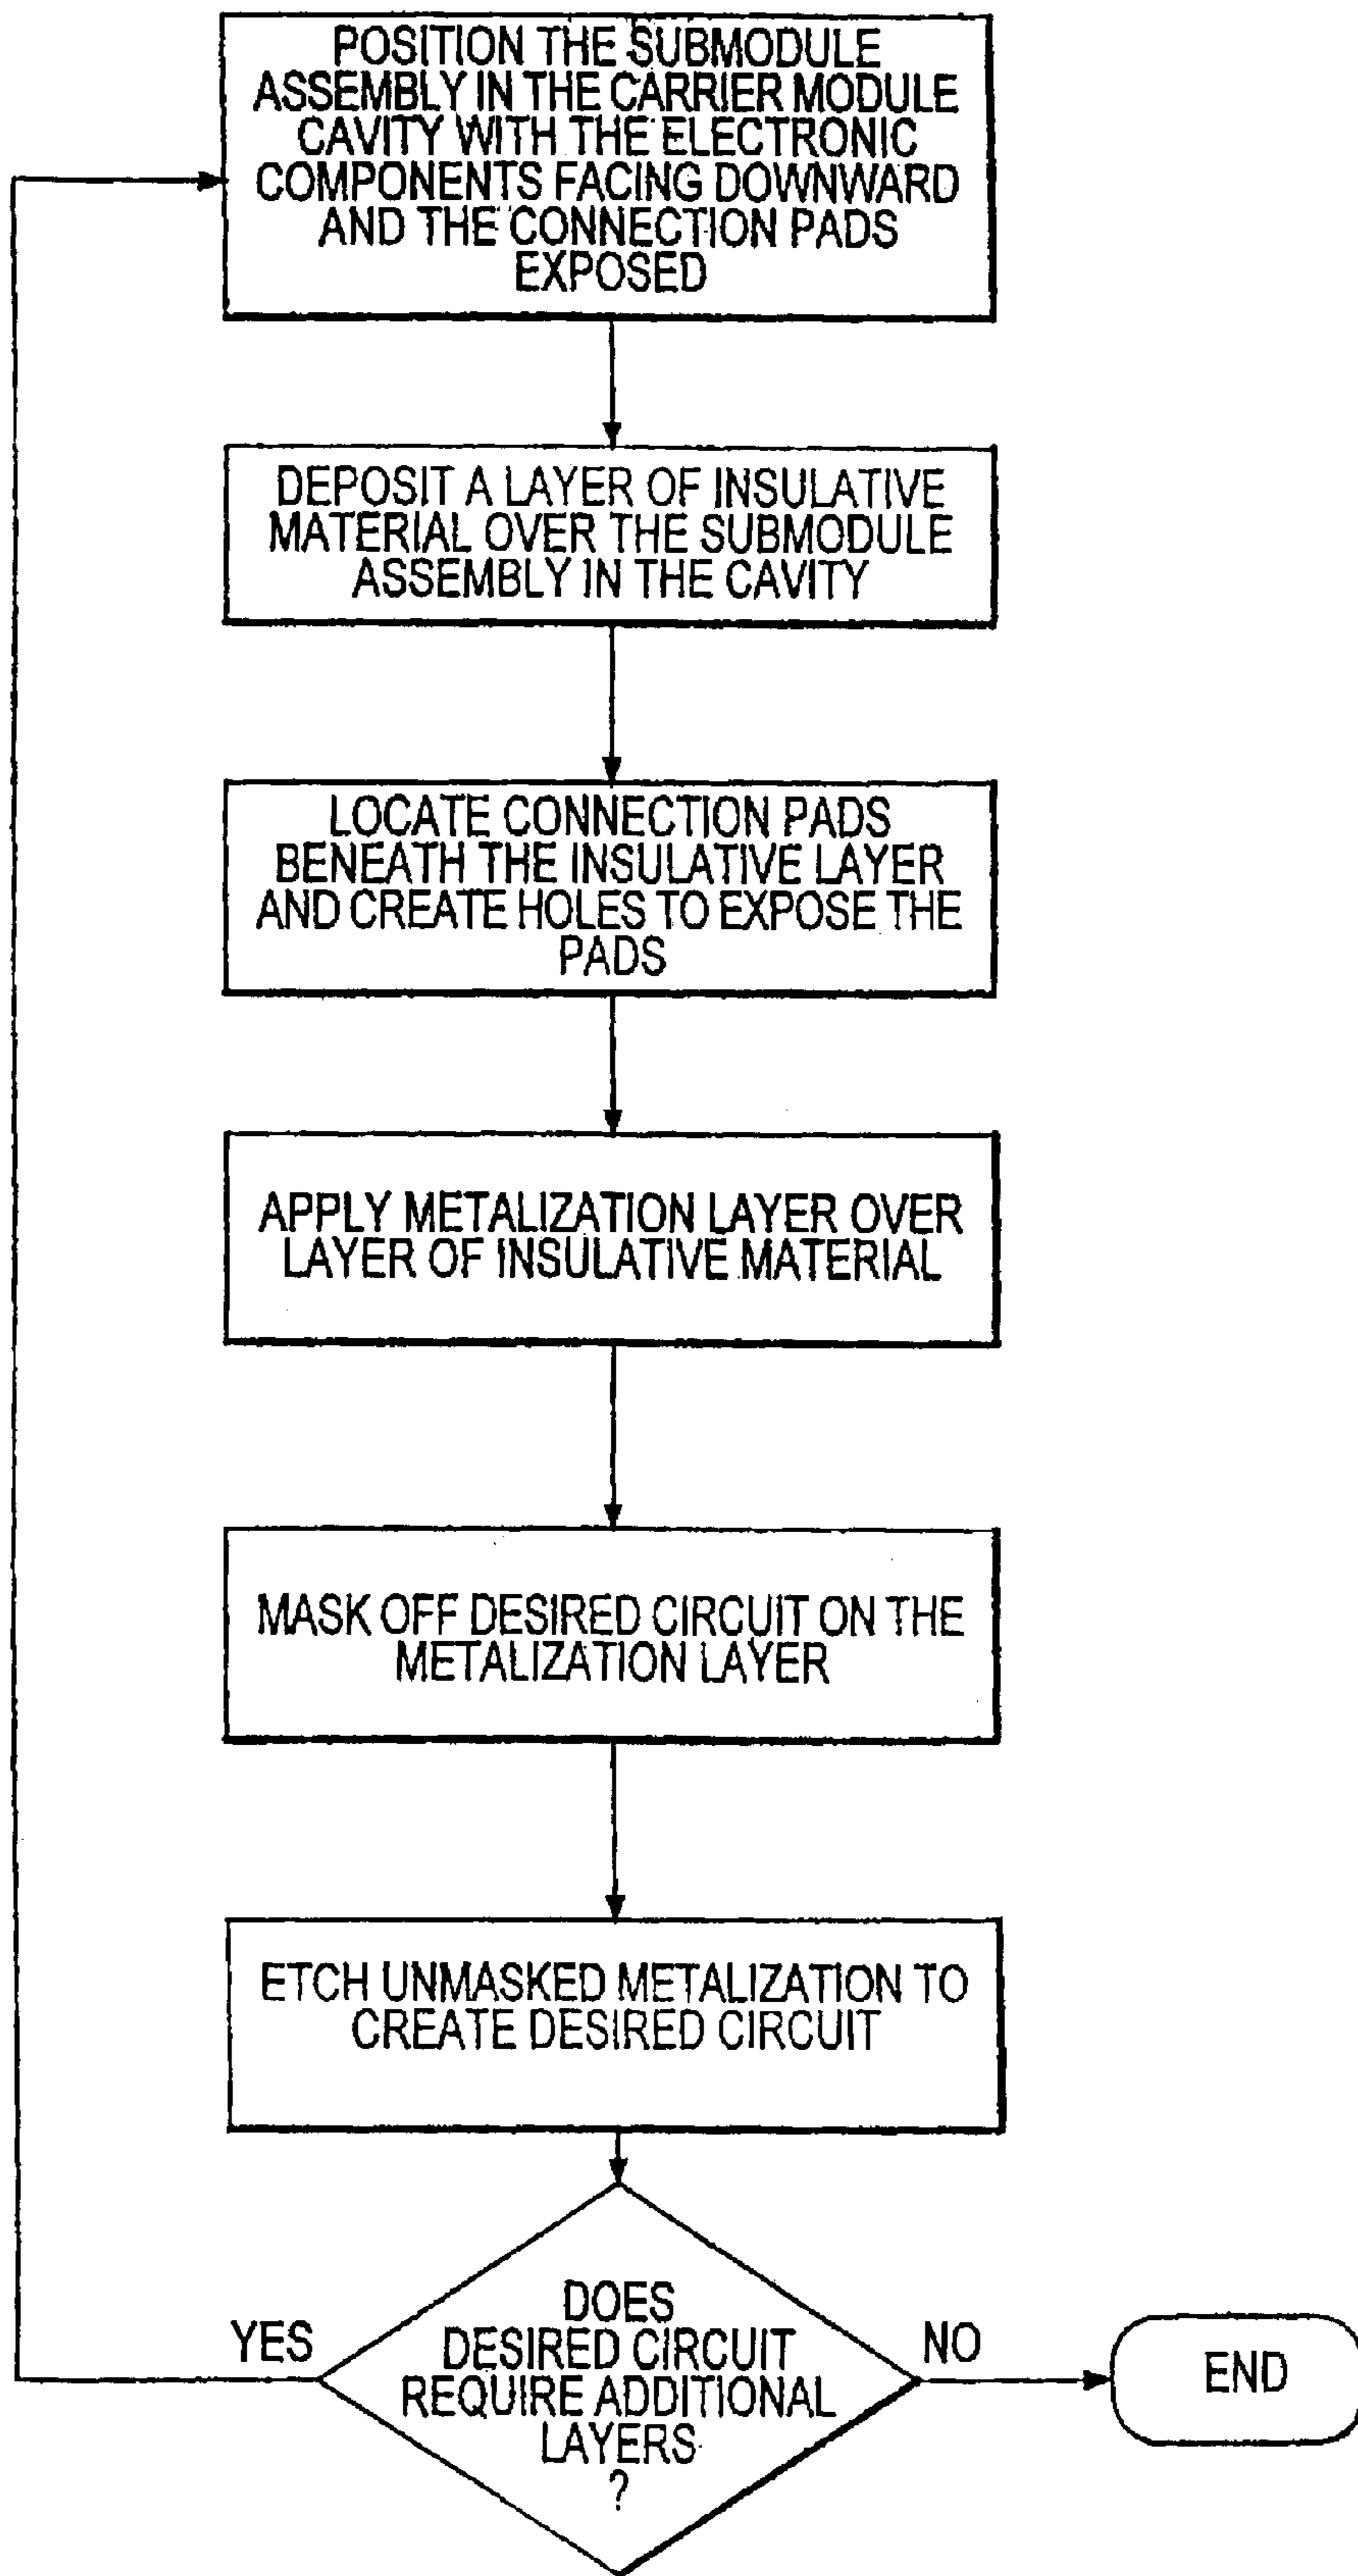 POSITION THE SUBMODULE
ASSEMBLY IN THE CARRIER MODULE
CAVITY WITH THE ELECTRONIC
COMPONENTS FACING DOWNWARD
AND THE CONNECTION PADS
EXPOSED
DEPOSIT A LAYER OF INSULATIVE
MATERIAL OVER THE SUBMODULE
ASSEMBLY IN THE CAVITY
LOCATE CONNECTION PADS
BENEATH THE INSULATIVE LAYER
AND CREATE HOLES TO EXPOSE THE
PADS
APPLY METALIZATION LAYER OVER
LAYER OF INSULATIVE MATERIAL
MASK OFF DESIRED CIRCUIT ON THE
METALIZATION LAYER
ETCH UNMASKED METALIZATION TO
CREATE DESIRED CIRCUIT
DOES
DESIRED CIRCUIT
REQUIRE ADDITIONAL
LAYERS
?
YES
NO
END